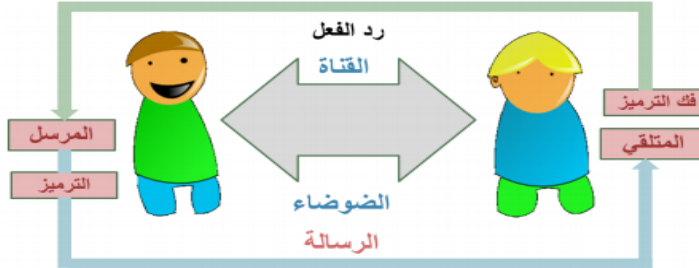 رد الفعل
القناة
فك الترميز
المتلقي
المرسل
الترميز
الضوضاء
الرسالة